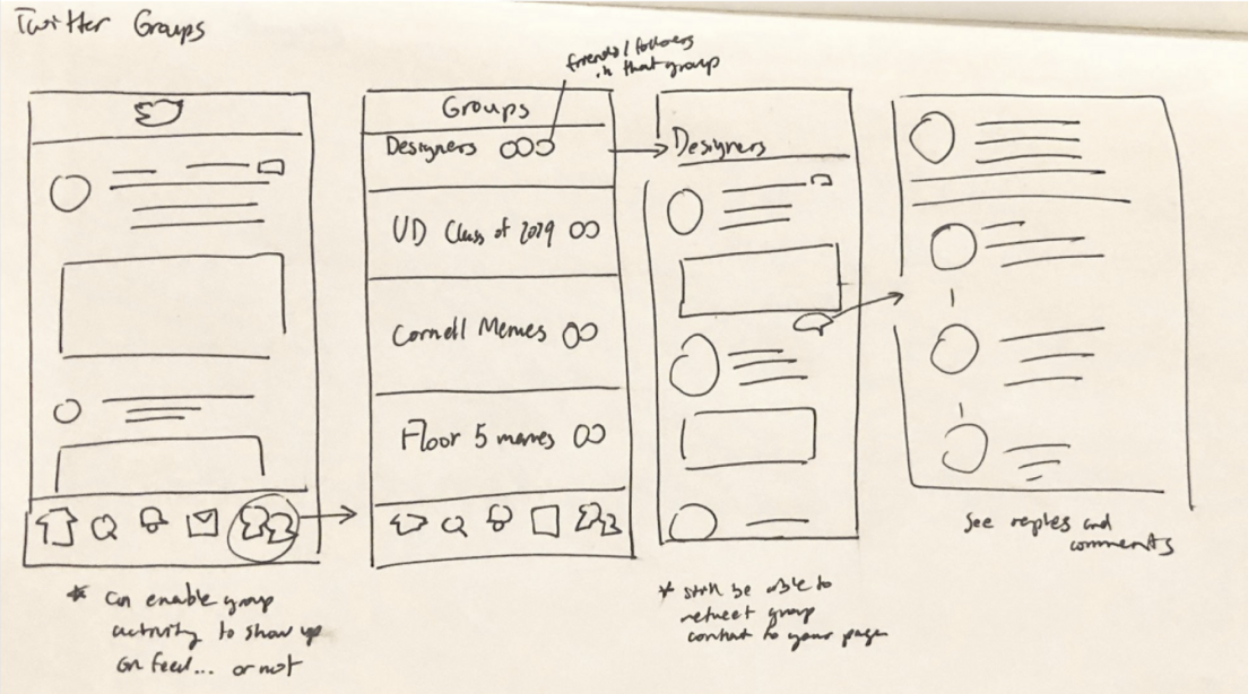 Twitter Groups
friends/followers
in that group
Groups
Designers
UD Class of 2019
Cornell Memes
Floor 5 memes
Designers
see replies and
comments
* Can enable group
activity to show up
on feed... or not
* still be able to
retweet group
content to your page